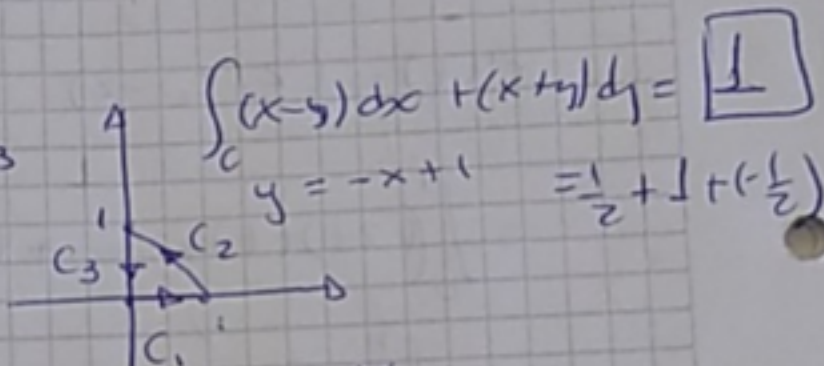 ∫_C (x-y) dx + (x+y) dy = 1
y = -x + 1 = 1/2 + 1 + (-1/2)
1
C₂
C₃
1
C₁